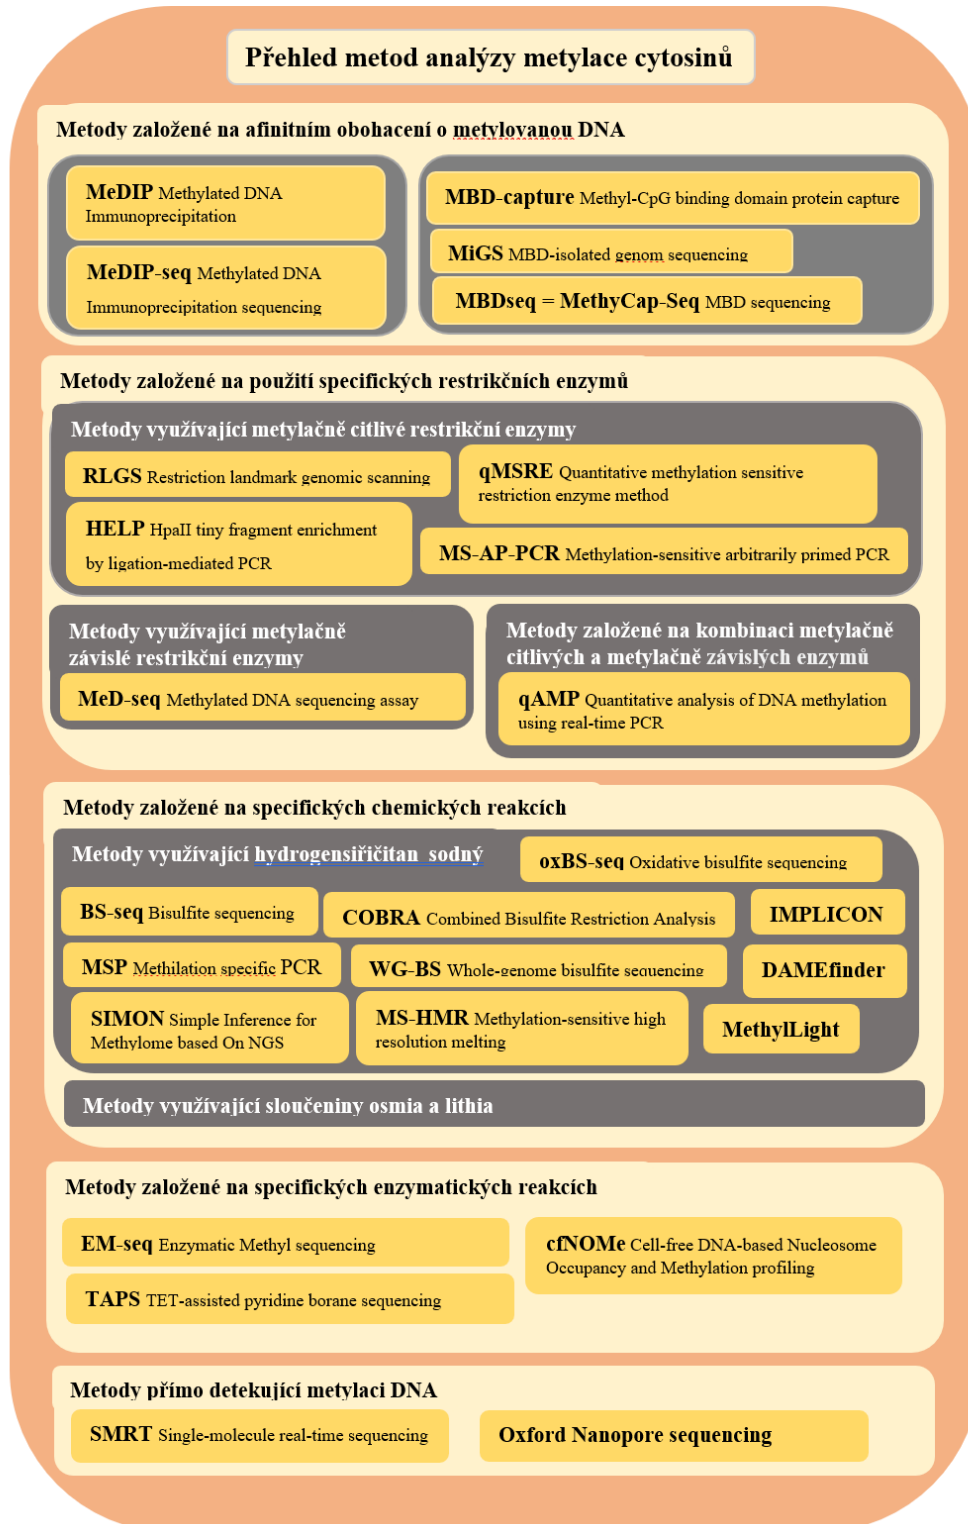 Přehled metod analýzy metylace cytosinů
Metody založené na afinitním obohacení o metylovanou DNA
MeDIP Methylated DNA
Immunoprecipitation
MeDIP-seq Methylated DNA
Immunoprecipitation sequencing
MBD-capture Methyl-CpG binding domain protein capture
MiGS MBD-isolated genom sequencing
MBDseq = MethyCap-Seq MBD sequencing
Metody založené na použití specifických restrikčních enzymů
Metody využívající metylačně citlivé restrikční enzymy
RLGS Restriction landmark genomic scanning
qMSRE Quantitative methylation sensitive
restriction enzyme method
HELP HpaII tiny fragment enrichment
by ligation-mediated PCR
MS-AP-PCR Methylation-sensitive arbitrarily primed PCR
Metody využívající metylačně
závislé restrikční enzymy
MeD-seq Methylated DNA sequencing assay
Metody založené na kombinaci metylačně
citlivých a metylačně závislých enzymů
qAMP Quantitative analysis of DNA methylation
using real-time PCR
Metody založené na specifických chemických reakcích
Metody využívající hydrogensiřičitan sodný
oxBS-seq Oxidative bisulfite sequencing
BS-seq Bisulfite sequencing
COBRA Combined Bisulfite Restriction Analysis
IMPLICON
MSP Methilation specific PCR
WG-BS Whole-genome bisulfite sequencing
DAMEfinder
SIMON Simple Inference for
Methylome based On NGS
MS-HMR Methylation-sensitive high
resolution melting
MethylLight
Metody využívající sloučeniny osmia a lithia
Metody založené na specifických enzymatických reakcích
EM-seq Enzymatic Methyl sequencing
cfNOMe Cell-free DNA-based Nucleosome
Occupancy and Methylation profiling
TAPS TET-assisted pyridine borane sequencing
Metody přímo detekující metylaci DNA
SMRT Single-molecule real-time sequencing
Oxford Nanopore sequencing